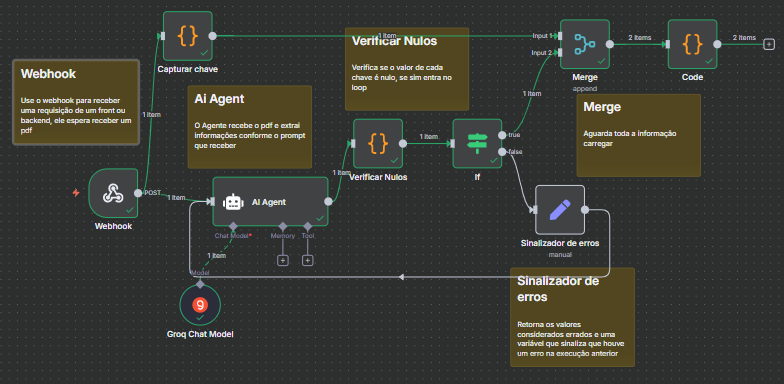 Capturar chave
1 item
Input 1
Input 2
Merge
append
2 items
Code
2 items
Webhook
Use o webhook para receber
uma requisição de um front ou
backend, ele espera receber um
pdf
1 item
Verificar Nulos
Verifica se o valor de cada
chave é nulo, se sim entra no
loop
Ai Agent
O Agente recebe o pdf e extrai
informações conforme o prompt
que receber
1 item
Merge
Aguarda toda a informação
carregar
1 item
Verificar Nulos
1 item
If
true
false
POST
Webhook
1 item
AI Agent
Chat Model*
Memory
Tool
1 item
Model
Groq Chat Model
Sinalizador de erros
manual
Sinalizador de
erros
Retorna os valores
considerados errados e uma
variável que sinaliza que houve
um erro na execução anterior